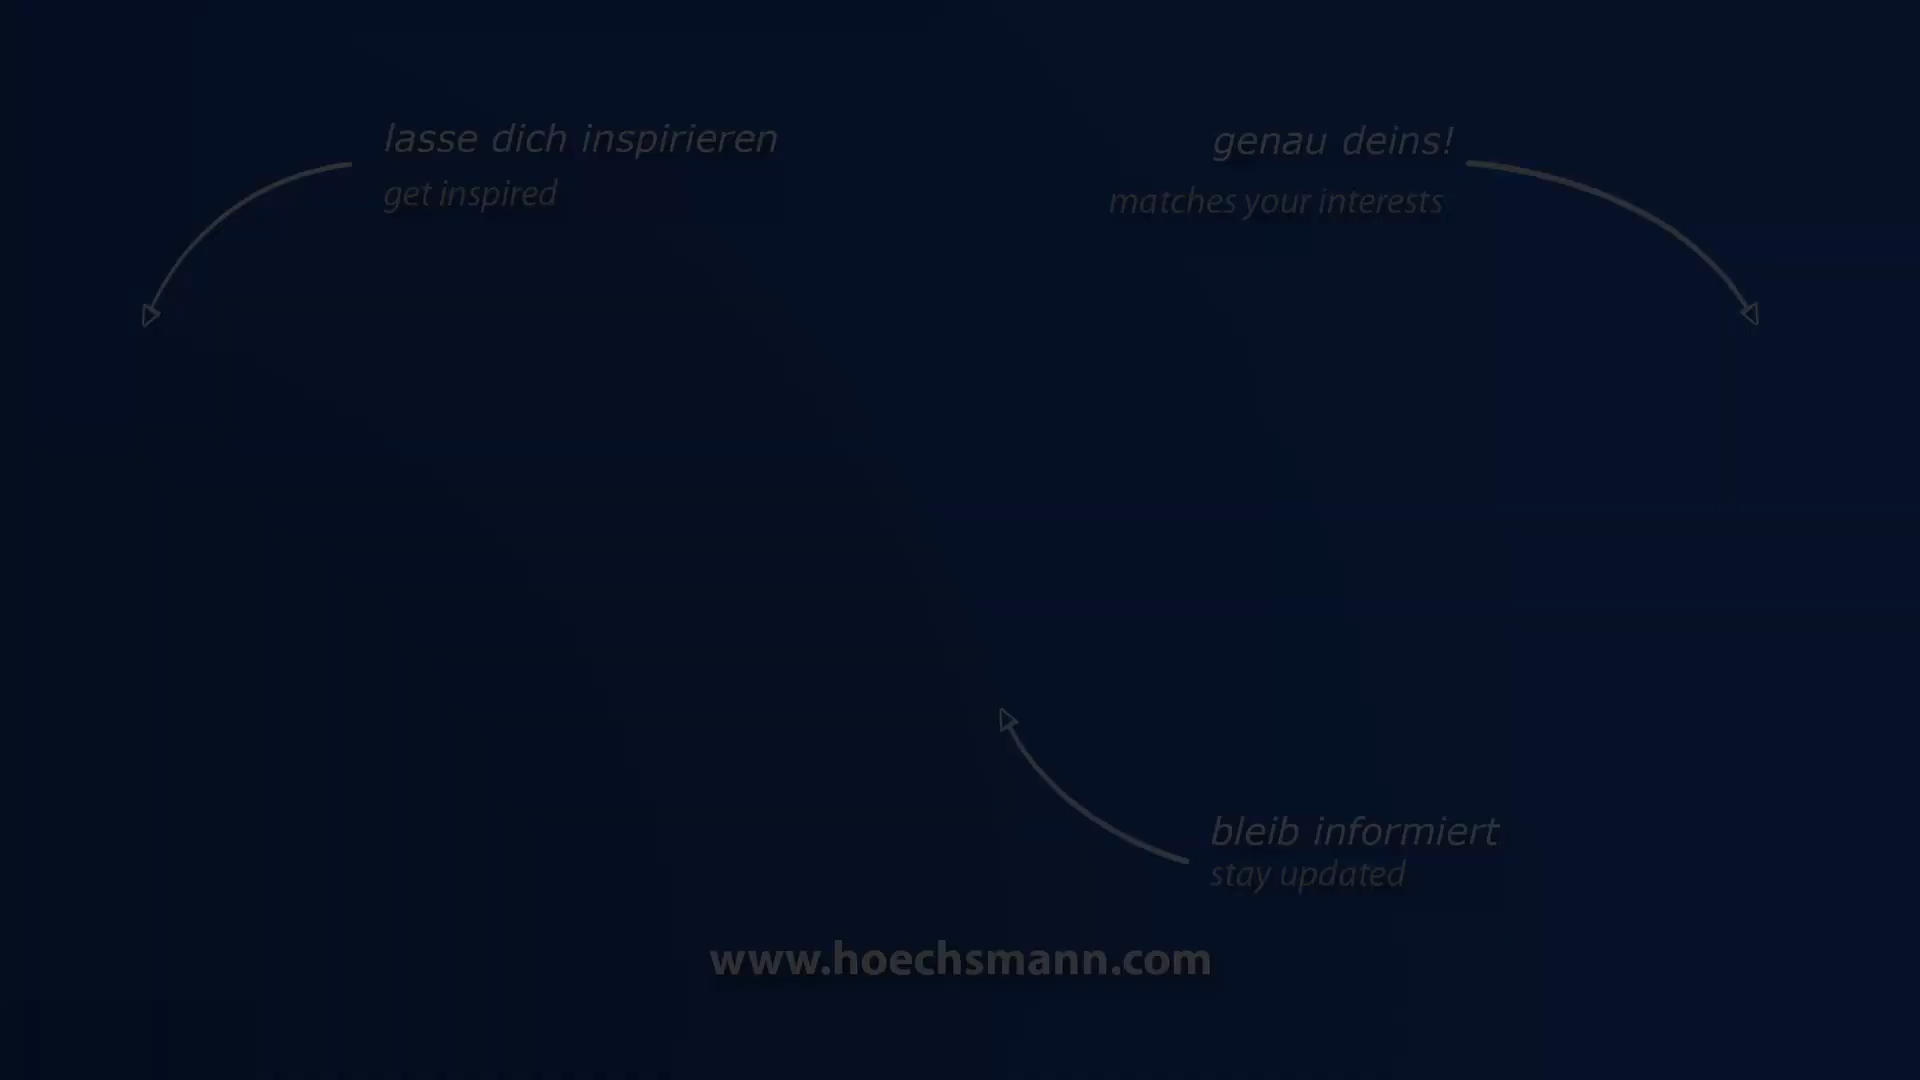 lasse dich inspirieren
get inspired
genau deins!
matches your interests
bleib informiert
stay updated
www.hoechsmann.com